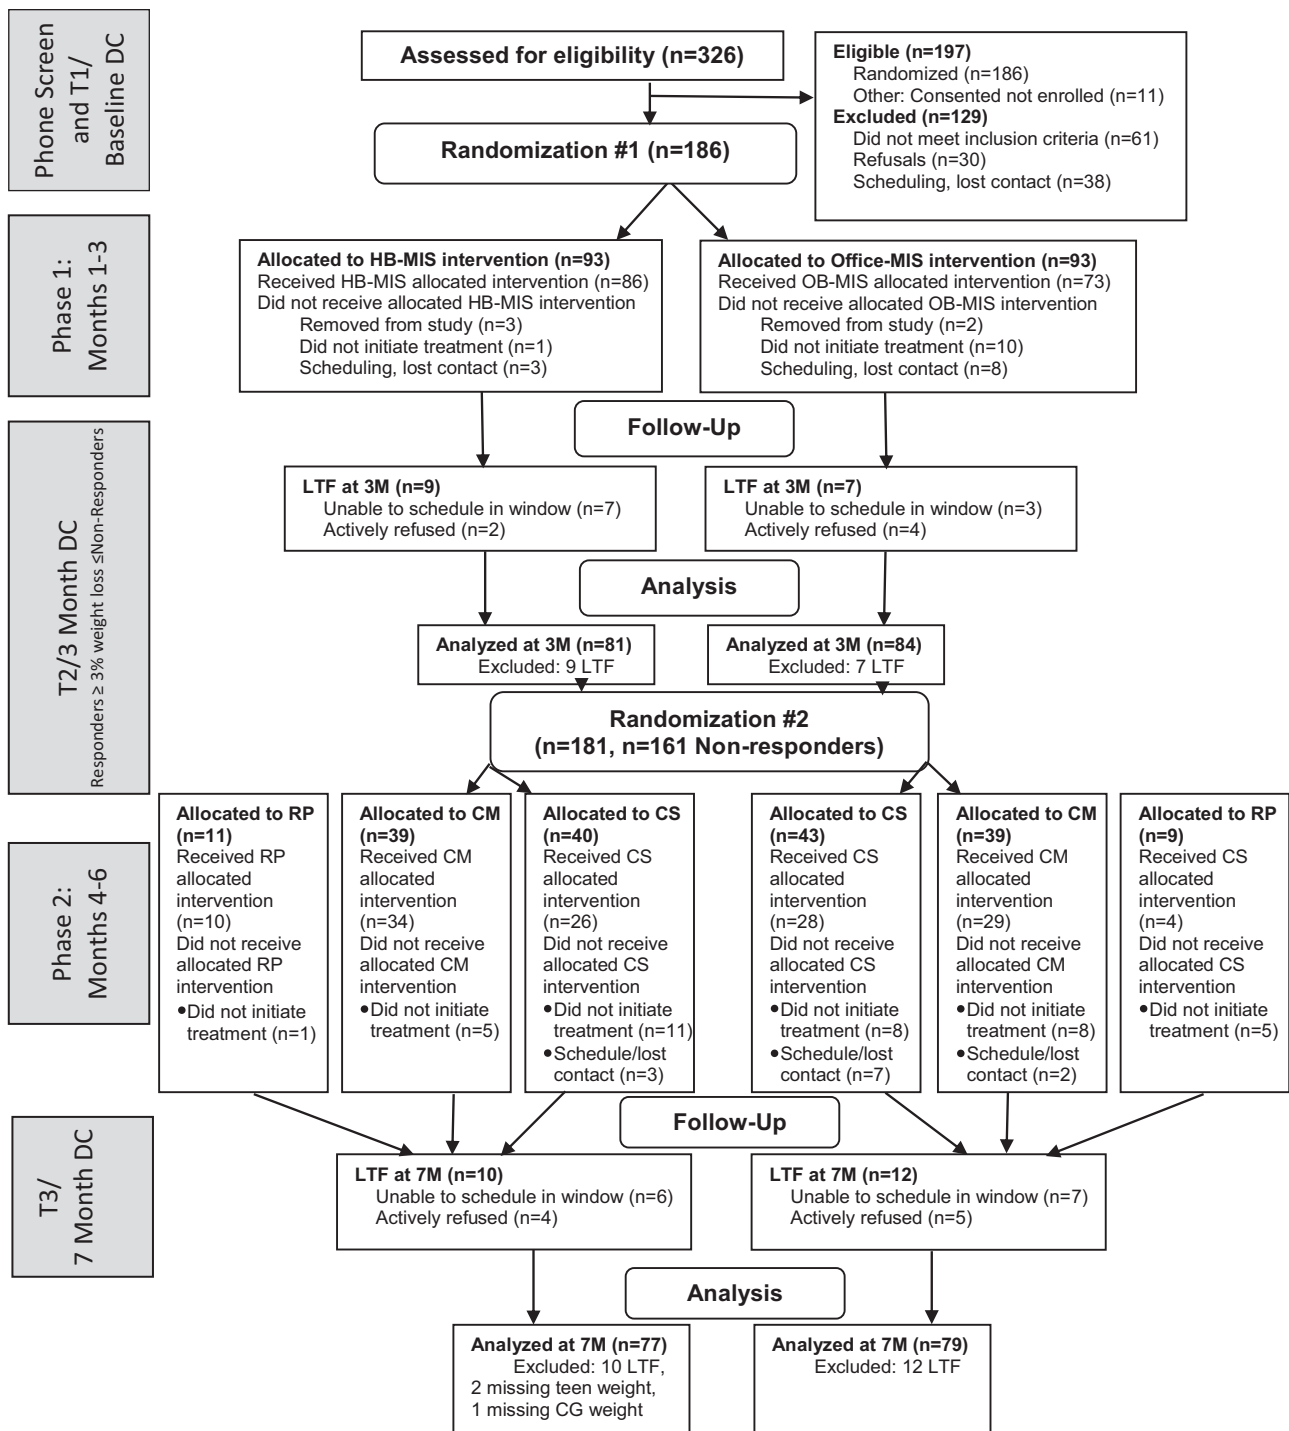 Phone Screen
and T1/
Baseline DC
Assessed for eligibility (n=326)
Eligible (n=197)
Randomized (n=186)
Other: Consented not enrolled (n=11)
Excluded (n=129)
Did not meet inclusion criteria (n=61)
Refusals (n=30)
Scheduling, lost contact (n=38)
Randomization #1 (n=186)
Phase 1:
Months 1-3
Allocated to HB-MIS intervention (n=93)
Received HB-MIS allocated intervention (n=86)
Did not receive allocated HB-MIS intervention
Removed from study (n=3)
Did not initiate treatment (n=1)
Scheduling, lost contact (n=3)
Allocated to Office-MIS intervention (n=93)
Received OB-MIS allocated intervention (n=73)
Did not receive allocated OB-MIS intervention
Removed from study (n=2)
Did not initiate treatment (n=10)
Scheduling, lost contact (n=8)
Follow-Up
T2/3 Month DC
Responders ≥ 3% weight loss ≤Non-Responders
LTF at 3M (n=9)
Unable to schedule in window (n=7)
Actively refused (n=2)
LTF at 3M (n=7)
Unable to schedule in window (n=3)
Actively refused (n=4)
Analysis
Analyzed at 3M (n=81)
Excluded: 9 LTF
Analyzed at 3M (n=84)
Excluded: 7 LTF
Randomization #2
(n=181, n=161 Non-responders)
Phase 2:
Months 4-6
Allocated to RP
(n=11)
Received RP
allocated
intervention
(n=10)
Did not receive
allocated RP
intervention
•Did not initiate
treatment (n=1)
Allocated to CM
(n=39)
Received CM
allocated
intervention
(n=34)
Did not receive
allocated CM
intervention
•Did not initiate
treatment (n=5)
Allocated to CS
(n=40)
Received CS
allocated
intervention
(n=26)
Did not receive
allocated CS
intervention
•Did not initiate
treatment (n=11)
•Schedule/lost
contact (n=3)
Allocated to CS
(n=43)
Received CS
allocated
intervention
(n=28)
Did not receive
allocated CS
intervention
•Did not initiate
treatment (n=8)
•Schedule/lost
contact (n=7)
Allocated to CM
(n=39)
Received CM
allocated
intervention
(n=29)
Did not receive
allocated CM
intervention
•Did not initiate
treatment (n=8)
•Schedule/lost
contact (n=2)
Allocated to RP
(n=9)
Received CS
allocated
intervention
(n=4)
Did not receive
allocated CS
intervention
•Did not initiate
treatment (n=5)
Follow-Up
T3/
7 Month DC
LTF at 7M (n=10)
Unable to schedule in window (n=6)
Actively refused (n=4)
LTF at 7M (n=12)
Unable to schedule in window (n=7)
Actively refused (n=5)
Analysis
Analyzed at 7M (n=77)
Excluded: 10 LTF,
2 missing teen weight,
1 missing CG weight
Analyzed at 7M (n=79)
Excluded: 12 LTF